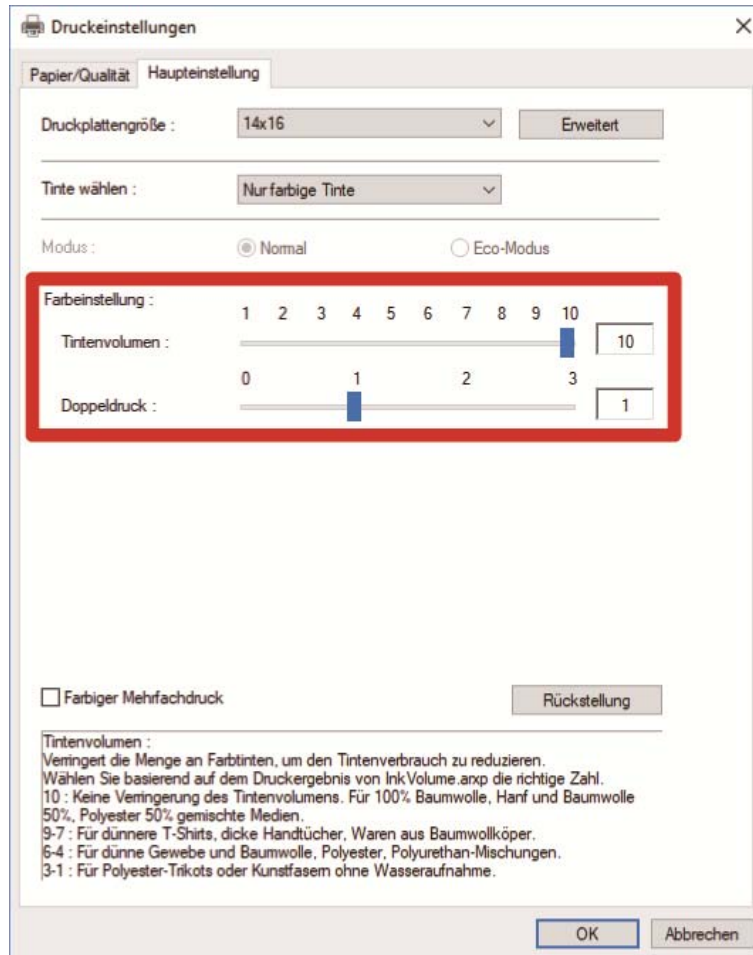 Druckeinstellungen
Papier/Qualität Haupteinstellung
Druckplattengröße : 14x16 Erweitert
Tinte wählen : Nur farbige Tinte
Modus : Normal Eco-Modus
Farbeinstellung :
1 2 3 4 5 6 7 8 9 10
Tintenvolumen : 10
0 1 2 3
Doppeldruck : 1
Farbiger Mehrfachdruck Rückstellung
Tintenvolumen :
Verringert die Menge an Farbtinten, um den Tintenverbrauch zu reduzieren.
Wählen Sie basierend auf dem Druckergebnis von InkVolume.arxp die richtige Zahl.
10 : Keine Verringerung des Tintenvolumens. Für 100% Baumwolle, Hanf und Baumwolle
50%, Polyester 50% gemischte Medien.
9-7 : Für dünnere T-Shirts, dicke Handtücher, Waren aus Baumwollköper.
6-4 : Für dünne Gewebe und Baumwolle, Polyester, Polyurethan-Mischungen.
3-1 : Für Polyester-Trikots oder Kunstfasern ohne Wasseraufnahme.
OK Abbrechen